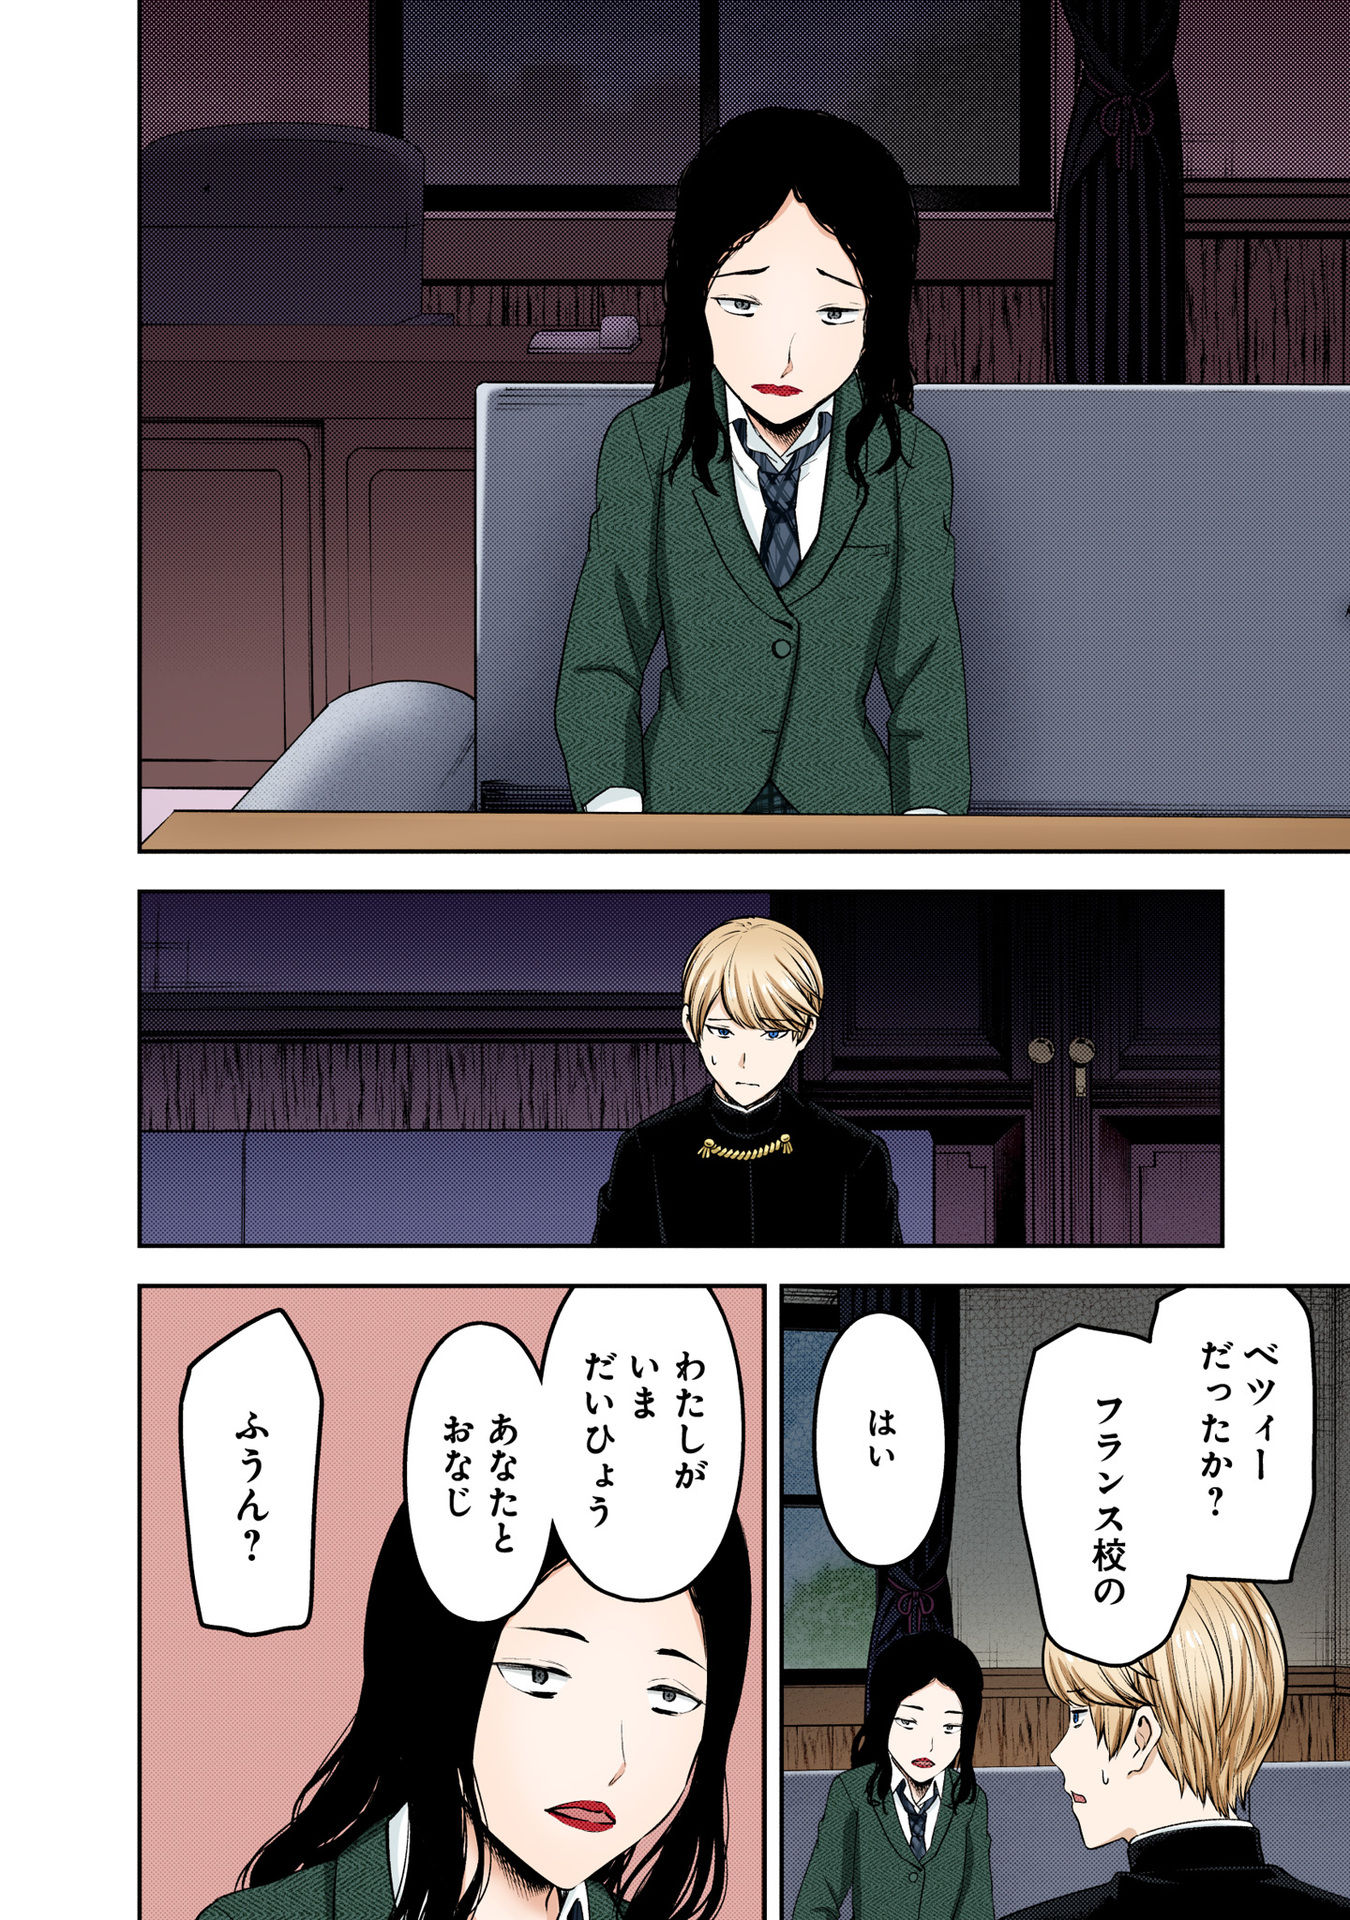 ベツィー
だったか?
フランス校の
はい
わたしが
いま
だいひょう
あなたと
おなじ
ふうん?